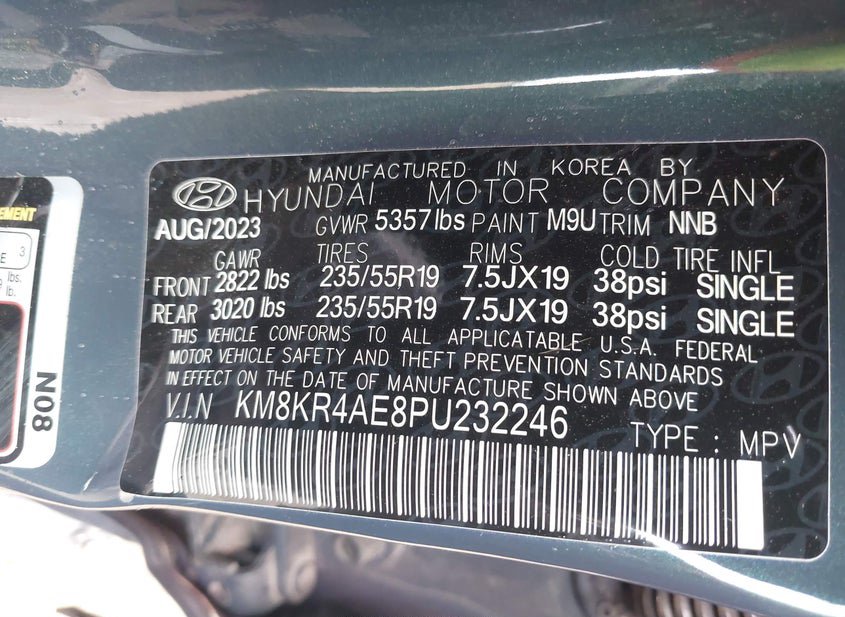 MANUFACTURED IN KOREA BY
HYUNDAI MOTOR COMPANY
AUG/2023 GVWR 5357 lbs PAINT M9U TRIM NNB
GAWR TIRES RIMS COLD TIRE INFL
FRONT 2822 lbs 235/55R19 7.5JX19 38psi SINGLE
REAR 3020 lbs 235/55R19 7.5JX19 38psi SINGLE
THIS VEHICLE CONFORMS TO ALL APPLICATABLE U.S.A. FEDERAL
MOTOR VEHICLE SAFETY AND THEFT PREVENTION STANDARDS
IN EFFECT ON THE DATE OF MANUFACTURE SHOWN ABOVE
V.I.N KM8KR4AE8PU232246
TYPE : MPV
N08
3
E
lbs.
lb.